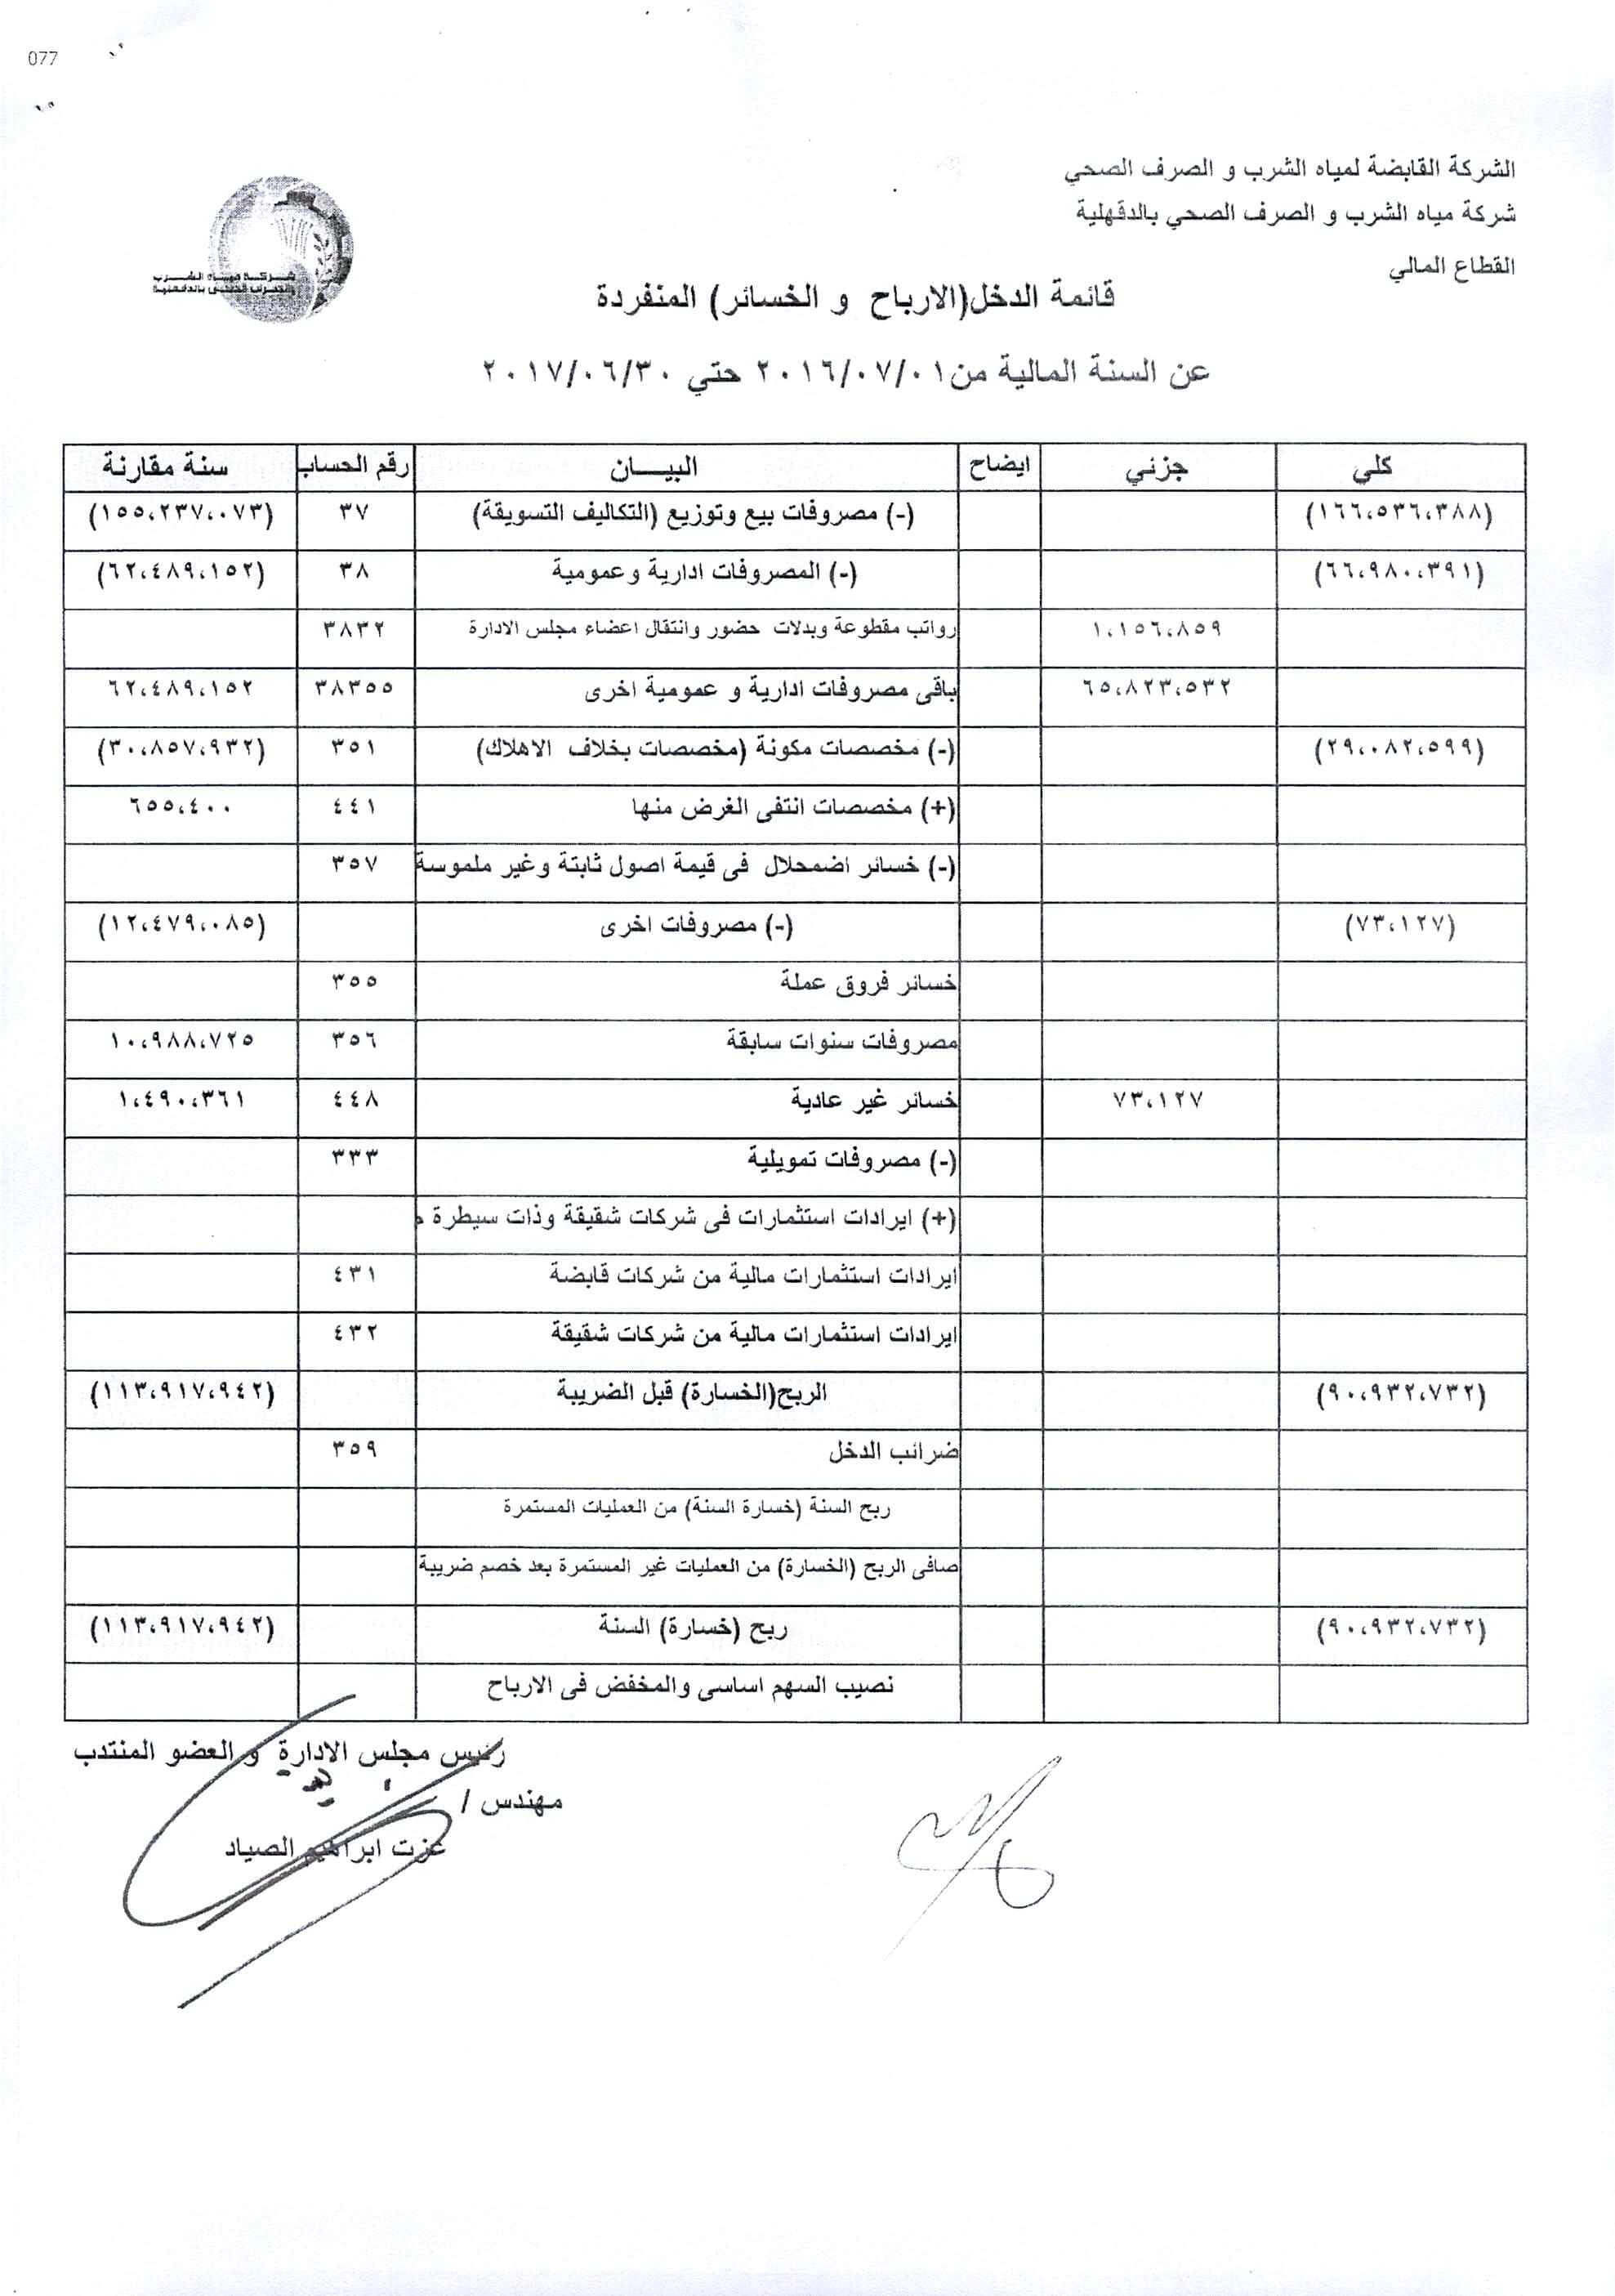 077
الشركة القابضة لمياه الشرب و الصرف الصحي
شركة مياه الشرب و الصرف الصحي بالدقهلية
القطاع المالي
قائمة الدخل(الارباح و الخسائر) المنفردة
عن السنة المالية من٢٠١٦/٠٧/٠١ حتي ٢٠١٧/٠٦/٣٠
كلي جزئي ايضاح البيـــان رقم الحساب سنة مقارنة
(١٦٦،٥٣٦،٣٨٨) (-) مصروفات بيع وتوزيع (التكاليف التسويقة) ٣٧ (١٥٥،٢٣٧،٠٧٣)
(٦٦،٩٨٠،٣٩١) (-) المصروفات ادارية وعمومية ٣٨ (٦٢،٤٨٩،١٥٢)
١،١٥٦،٨٥٩ رواتب مقطوعة وبدلات حضور وانتقال اعضاء مجلس الادارة ٣٨٣٢
٦٥،٨٢٣،٥٣٢ باقى مصروفات ادارية و عمومية اخرى ٣٨٣٥٥ ٦٢،٤٨٩،١٥٢
(٢٩،٠٨٢،٥٩٩) (-) مخصصات مكونة (مخصصات بخلاف الاهلاك) ٣٥١ (٣٠،٨٥٧،٩٣٢)
(+) مخصصات انتفى الغرض منها ٤٤١ ٦٥٥،٤٠٠
(-) خسائر اضمحلال فى قيمة اصول ثابتة وغير ملموسة ٣٥٧
(٧٣،١٢٧) (-) مصروفات اخرى (١٢،٤٧٩،٠٨٥)
خسائر فروق عملة ٣٥٥
مصروفات سنوات سابقة ٣٥٦ ١٠،٩٨٨،٧٢٥
٧٣،١٢٧ خسائر غير عادية ٤٤٨ ١،٤٩٠،٣٦١
(-) مصروفات تمويلية ٣٣٣
(+) ايرادات استثمارات فى شركات شقيقة وذات سيطرة م
ايرادات استثمارات مالية من شركات قابضة ٤٣١
ايرادات استثمارات مالية من شركات شقيقة ٤٣٢
(٩٠،٩٣٢،٧٣٢) الربح(الخسارة) قبل الضريبة (١١٣،٩١٧،٩٤٢)
ضرائب الدخل ٣٥٩
ربح السنة (خسارة السنة) من العمليات المستمرة
صافى الربح (الخسارة) من العمليات غير المستمرة بعد خصم ضريبة
(٩٠،٩٣٢،٧٣٢) ربح (خسارة) السنة (١١٣،٩١٧،٩٤٢)
نصيب السهم اساسى والمخفض فى الارباح
رئيس مجلس الادارة و العضو المنتدب
مهندس /
عزت ابراهيم الصياد